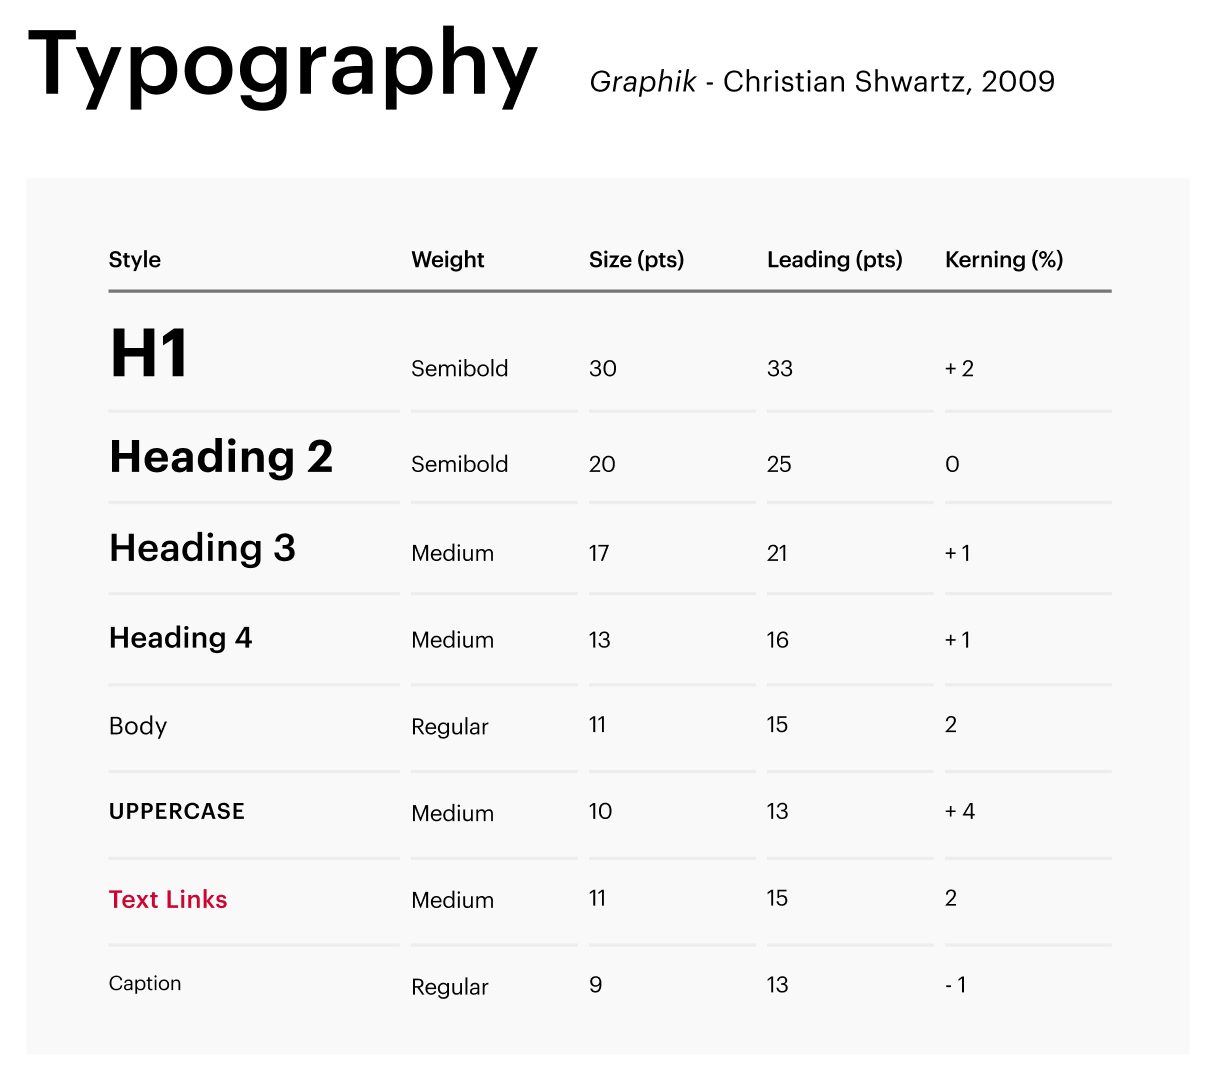 Typography
Graphik - Christian Shwartz, 2009
Style Weight Size (pts) Leading (pts) Kerning (%)
H1 Semibold 30 33 + 2
Heading 2 Semibold 20 25 0
Heading 3 Medium 17 21 + 1
Heading 4 Medium 13 16 + 1
Body Regular 11 15 2
UPPERCASE Medium 10 13 + 4
Text Links Medium 11 15 2
Caption Regular 9 13 - 1